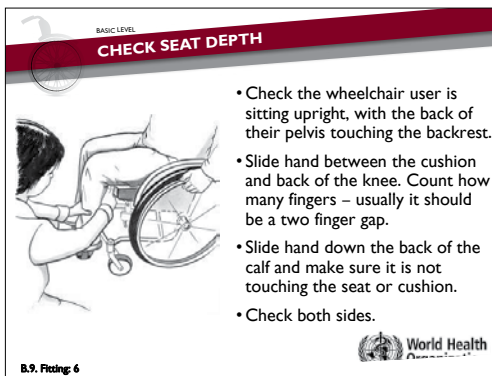 BASIC LEVEL
CHECK SEAT DEPTH
• Check the wheelchair user is
sitting upright, with the back of
their pelvis touching the backrest.
• Slide hand between the cushion
and back of the knee. Count how
many fingers – usually it should
be a two finger gap.
• Slide hand down the back of the
calf and make sure it is not
touching the seat or cushion.
• Check both sides.
World Health
B.9. Fitting: 6